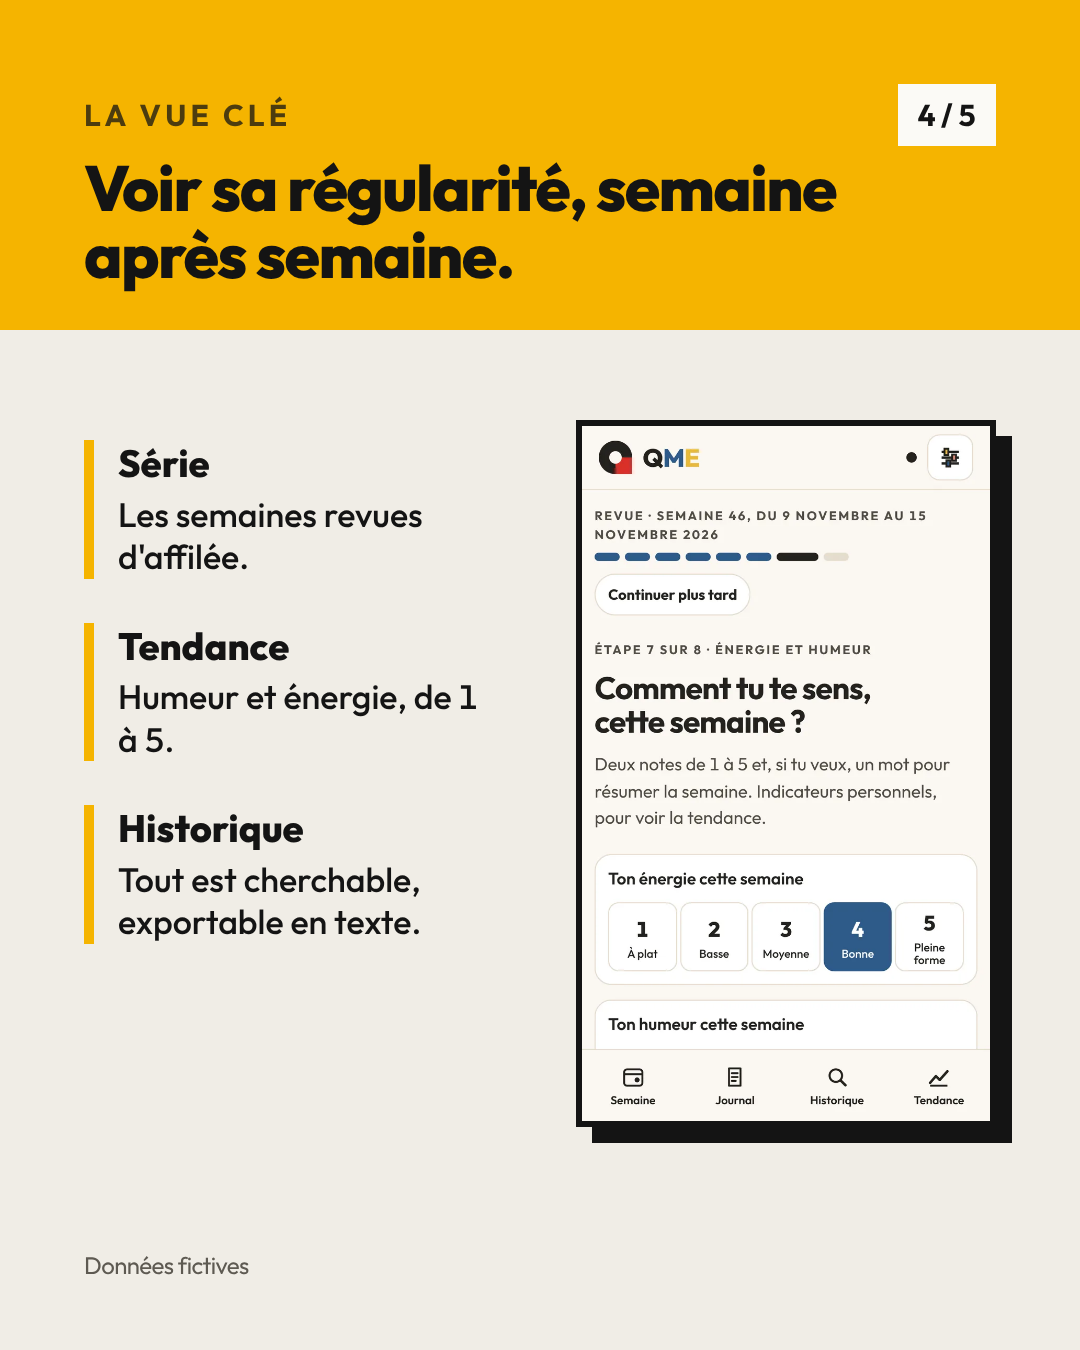 LA VUE CLÉ
4 / 5
Voir sa régularité, semaine
après semaine.
Série
Les semaines revues
d'affilée.
Tendance
Humeur et énergie, de 1
à 5.
Historique
Tout est cherchable,
exportable en texte.
QME
REVUE · SEMAINE 46, DU 9 NOVEMBRE AU 15
NOVEMBRE 2026
Continuer plus tard
ÉTAPE 7 SUR 8 · ÉNERGIE ET HUMEUR
Comment tu te sens,
cette semaine ?
Deux notes de 1 à 5 et, si tu veux, un mot pour
résumer la semaine. Indicateurs personnels,
pour voir la tendance.
Ton énergie cette semaine
1
À plat
2
Basse
3
Moyenne
4
Bonne
5
Pleine
forme
Ton humeur cette semaine
Semaine
Journal
Historique
Tendance
Données fictives